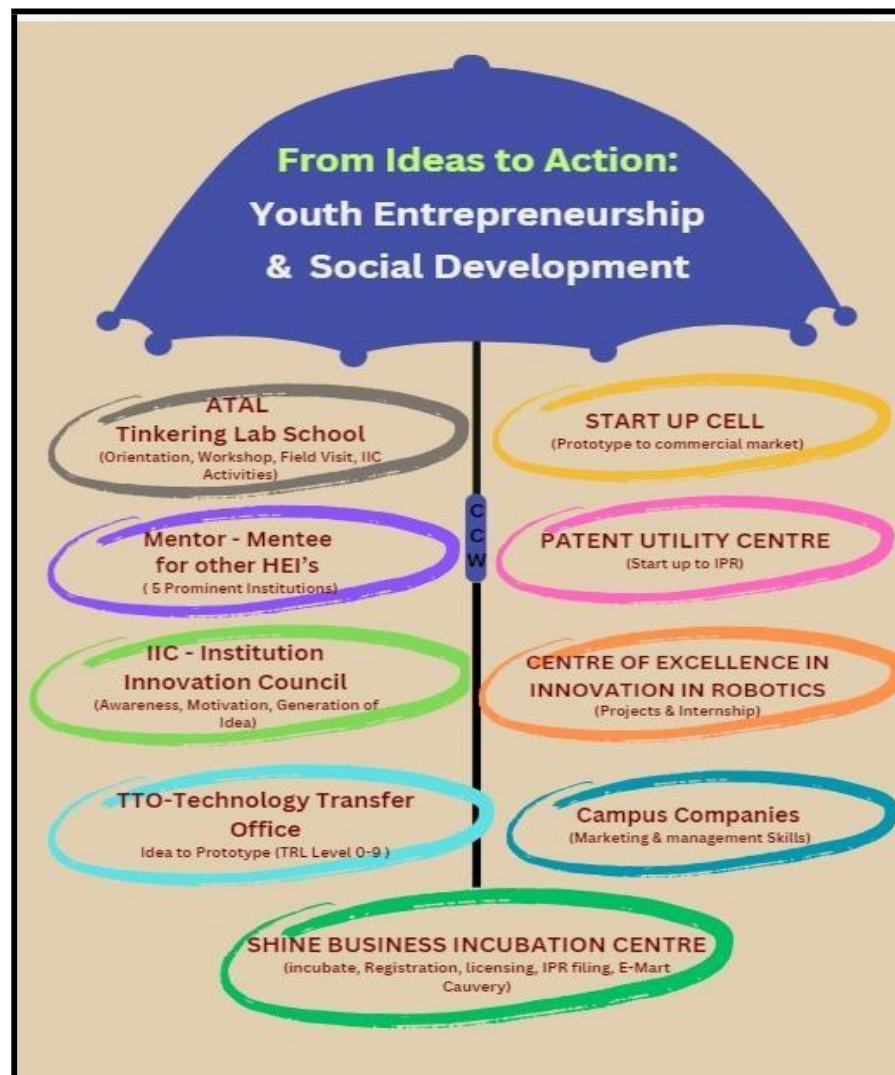 From Ideas to Action:
Youth Entrepreneurship
& Social Development
ATAL
Tinkering Lab School
(Orientation, Workshop, Field Visit, IIC
Activities)
START UP CELL
(Prototype to commercial market)
C
C
W
Mentor - Mentee
for other HEI's
( 5 Prominent Institutions)
PATENT UTILITY CENTRE
(Start up to IPR)
IIC - Institution
Innovation Council
(Awareness, Motivation, Generation of
Idea)
CENTRE OF EXCELLENCE IN
INNOVATION IN ROBOTICS
(Projects & Internship)
TTO-Technology Transfer
Office
Idea to Prototype (TRL Level 0-9 )
Campus Companies
(Marketing & management Skills)
SHINE BUSINESS INCUBATION CENTRE
(incubate, Registration, licensing, IPR filing, E-Mart
Cauvery)